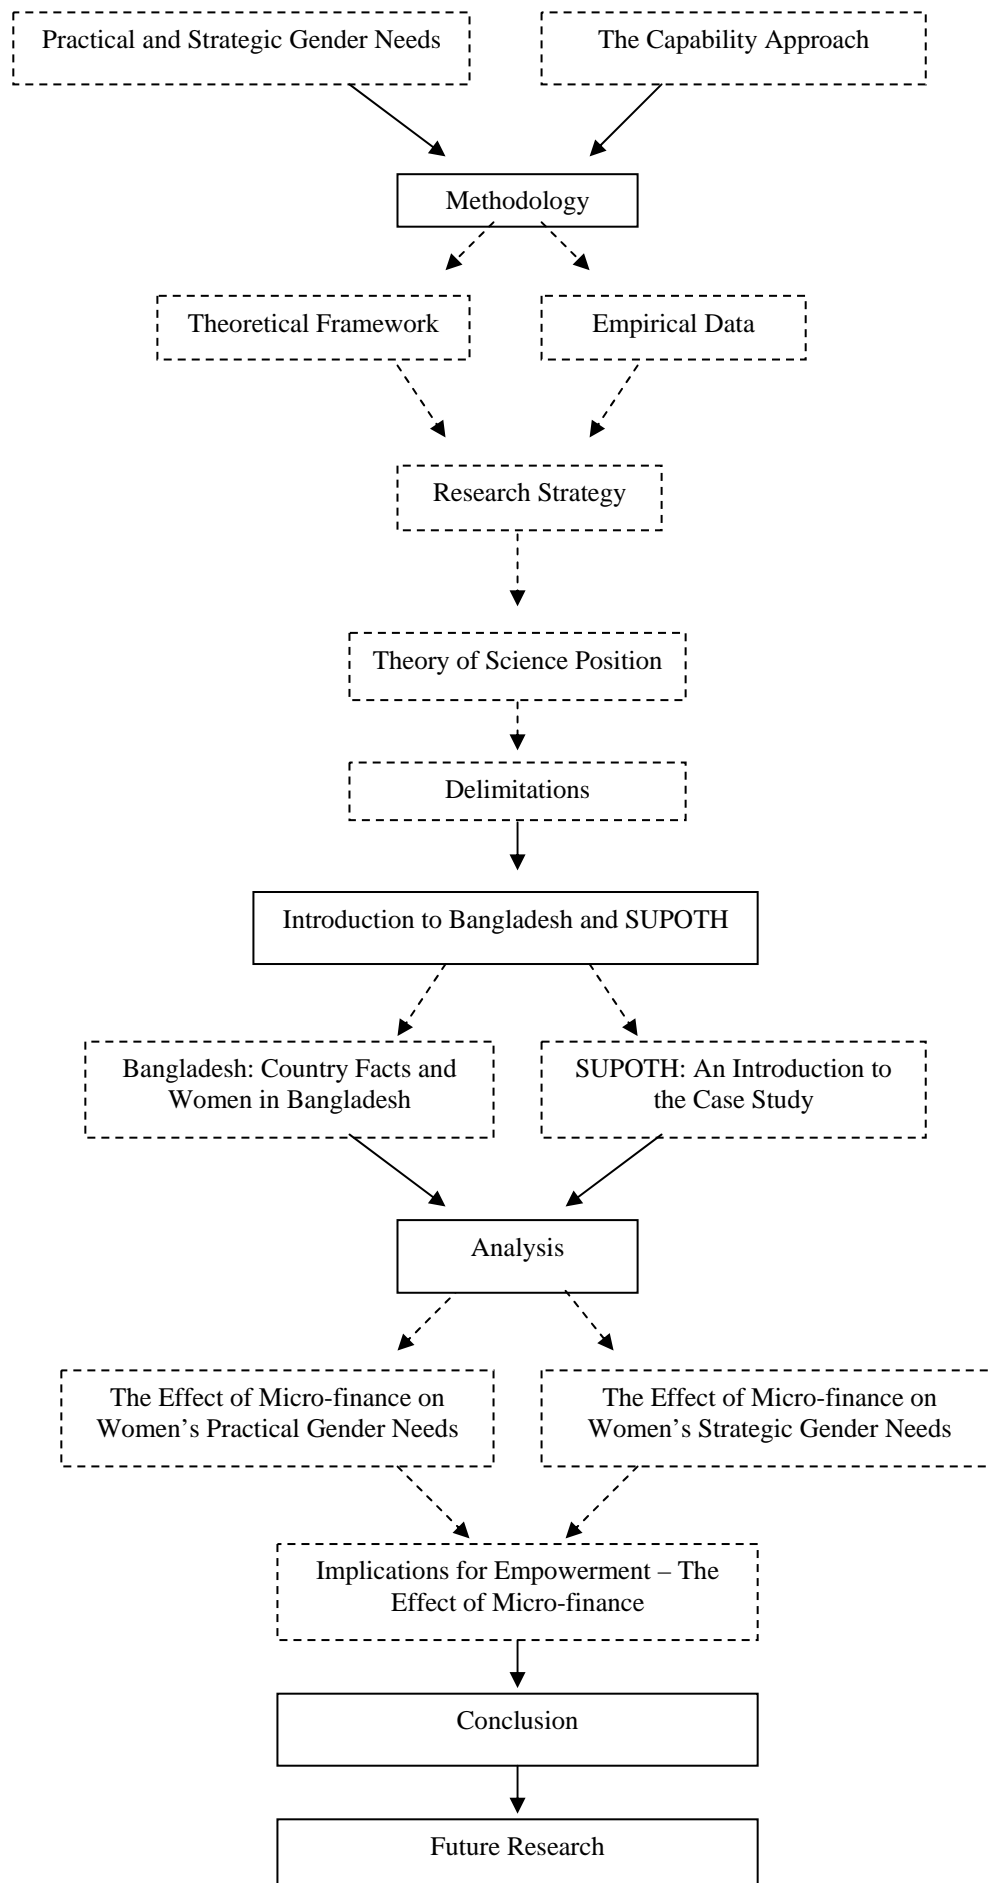 Practical and Strategic Gender Needs
The Capability Approach
Methodology
Theoretical Framework
Empirical Data
Research Strategy
Theory of Science Position
Delimitations
Introduction to Bangladesh and SUPOTH
Bangladesh: Country Facts and
Women in Bangladesh
SUPOTH: An Introduction to
the Case Study
Analysis
The Effect of Micro-finance on
Women’s Practical Gender Needs
The Effect of Micro-finance on
Women’s Strategic Gender Needs
Implications for Empowerment – The
Effect of Micro-finance
Conclusion
Future Research